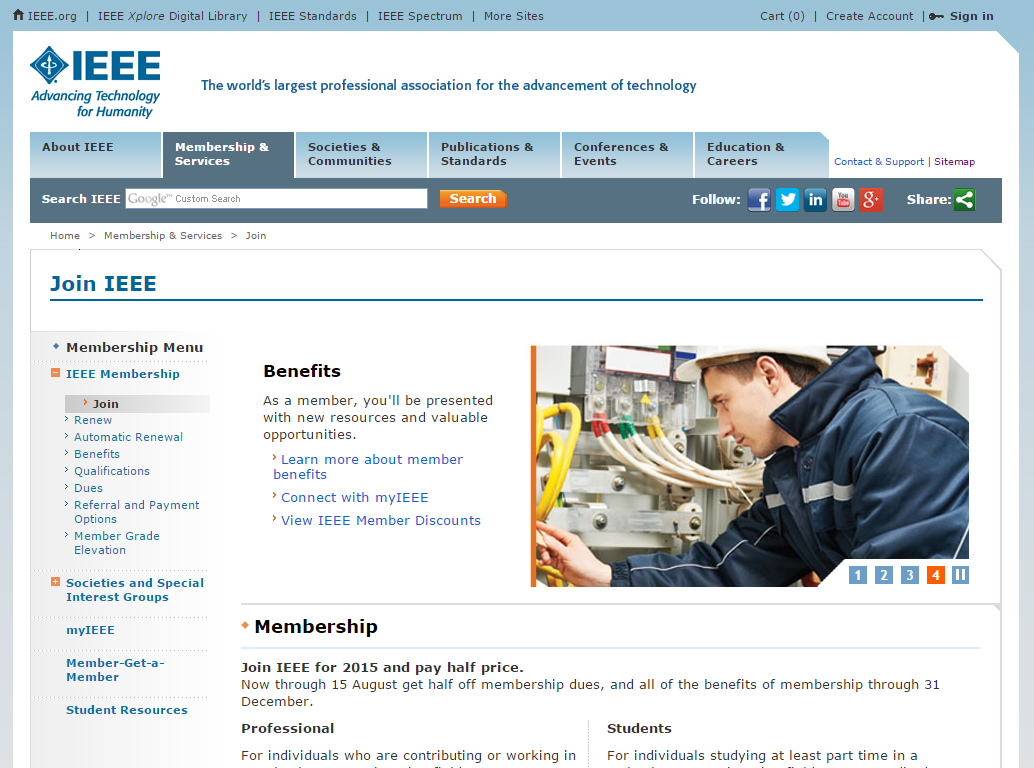 IEEE.org | IEEE Xplore Digital Library | IEEE Standards | IEEE Spectrum | More Sites
Cart (0) | Create Account | Sign in
IEEE
Advancing Technology
for Humanity
The world's largest professional association for the advancement of technology
About IEEE
Membership &
Services
Societies &
Communities
Publications &
Standards
Conferences &
Events
Education &
Careers
Contact & Support | Sitemap
Search IEEE
Google™ Custom Search
Search
Follow:
Share:
Home > Membership & Services > Join
Join IEEE
Membership Menu
IEEE Membership
Join
Renew
Automatic Renewal
Benefits
Qualifications
Dues
Referral and Payment
Options
Member Grade
Elevation
Societies and Special
Interest Groups
myIEEE
Member-Get-a-
Member
Student Resources
Benefits
As a member, you'll be presented
with new resources and valuable
opportunities.
Learn more about member
benefits
Connect with myIEEE
View IEEE Member Discounts
1 2 3 4
Membership
Join IEEE for 2015 and pay half price.
Now through 15 August get half off membership dues, and all of the benefits of membership through 31
December.
Professional
For individuals who are contributing or working in
Students
For individuals studying at least part time in a